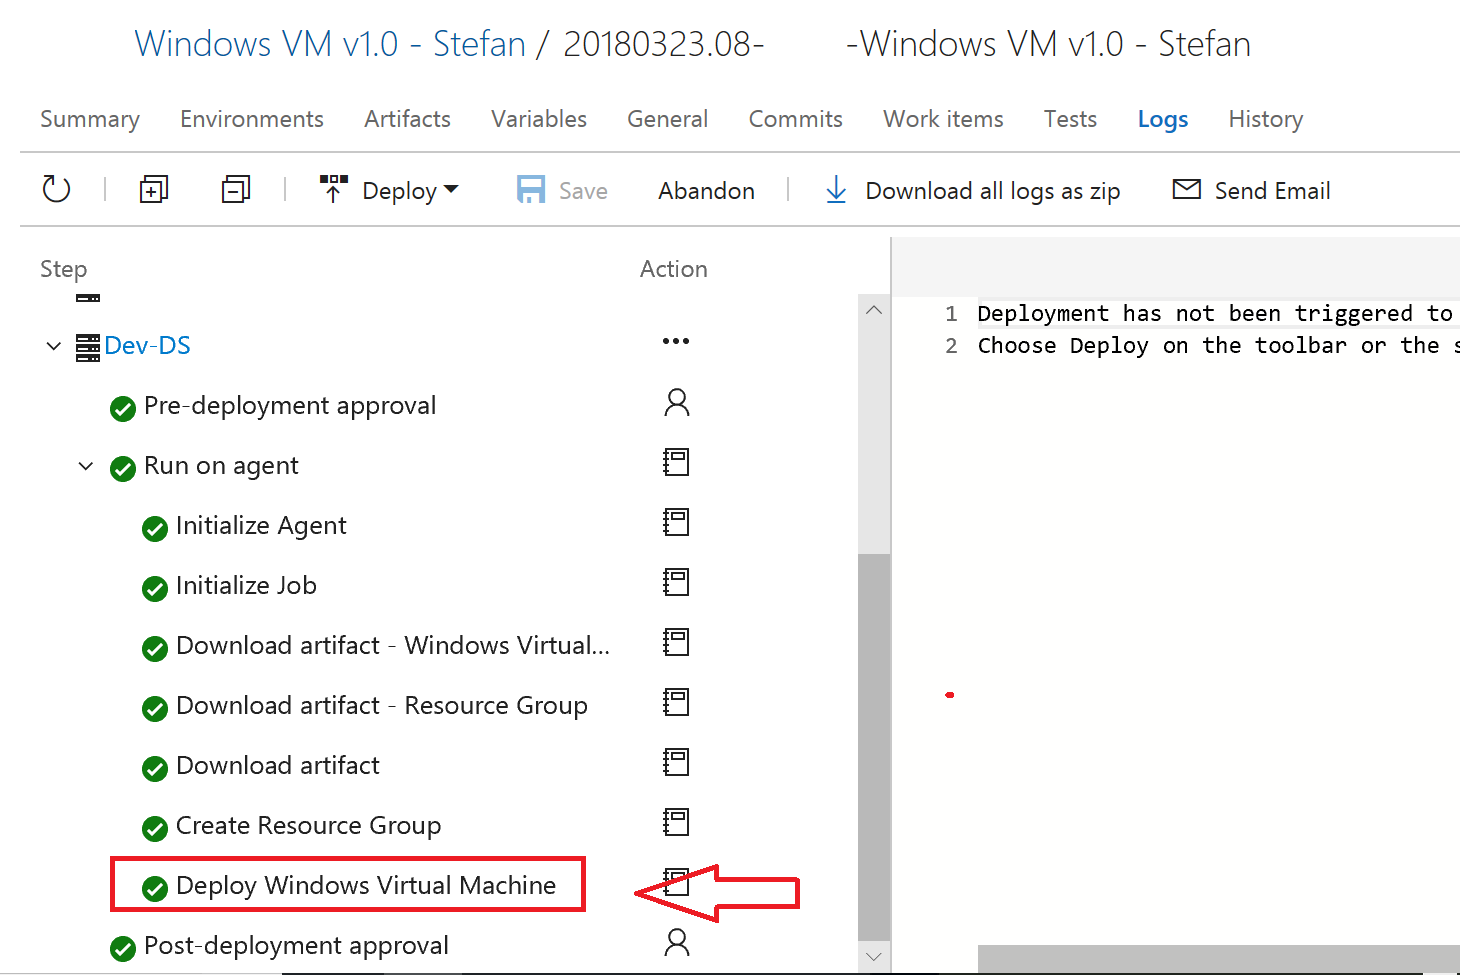 Windows VM v1.0 - Stefan / 20180323.08- -Windows VM v1.0 - Stefan
Summary Environments Artifacts Variables General Commits Work items Tests Logs History
Deploy Save Abandon Download all logs as zip Send Email
Step Action
1 Deployment has not been triggered to
Dev-DS
2 Choose Deploy on the toolbar or the s
Pre-deployment approval
Run on agent
Initialize Agent
Initialize Job
Download artifact - Windows Virtual...
Download artifact - Resource Group
Download artifact
Create Resource Group
Deploy Windows Virtual Machine
Post-deployment approval